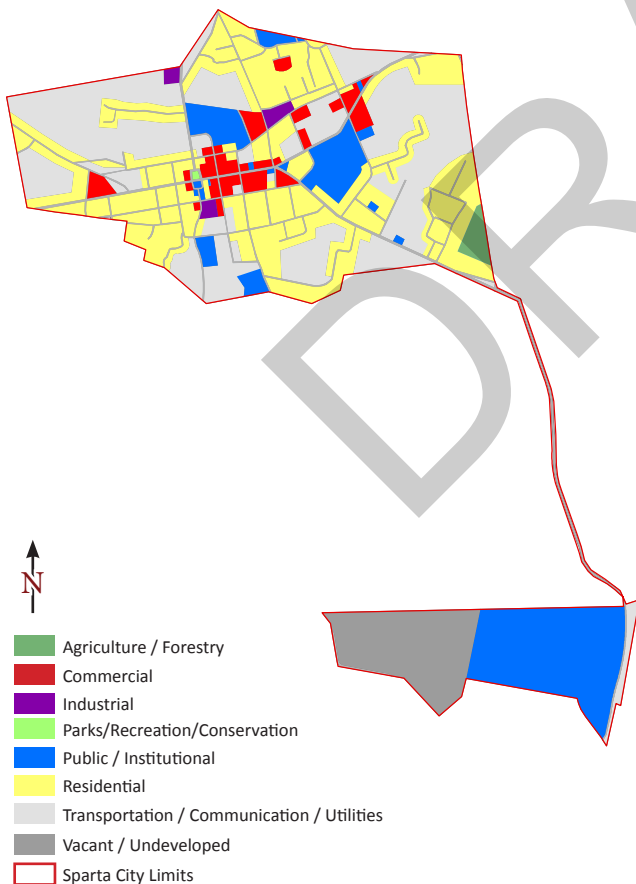 DR
N
Agriculture / Forestry
Commercial
Industrial
Parks/Recreation/Conservation
Public / Institutional
Residential
Transportation / Communication / Utilities
Vacant / Undeveloped
Sparta City Limits